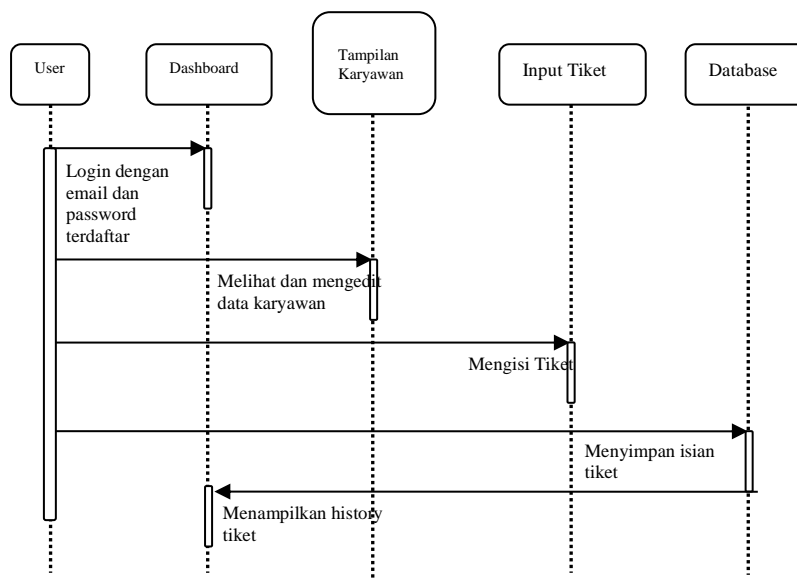 User
Dashboard
Tampilan
Karyawan
Input Tiket
Database
Login dengan
email dan
password
terdaftar
Melihat dan mengedit
data karyawan
Mengisi Tiket
Menyimpan isian
tiket
Menampilkan history
tiket